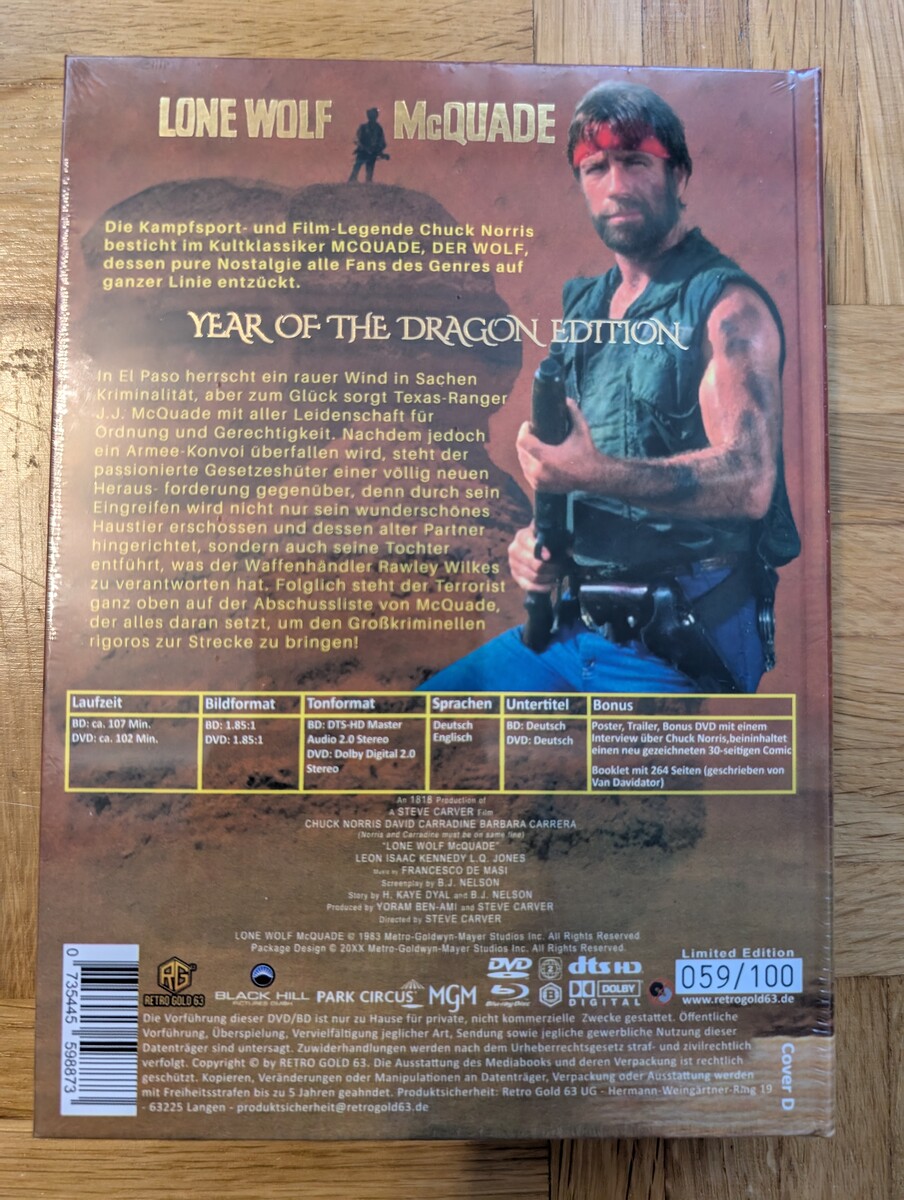 LONE WOLF McQUADE
Die Kampfsport- und Film-Legende Chuck Norris
besticht im Kultklassiker MCQUADE, DER WOLF,
dessen pure Nostalgie alle Fans des Genres auf
ganzer Linie entzückt.
YEAR OF THE DRAGON EDITION
In El Paso herrscht ein rauer Wind in Sachen
Kriminalität, aber zum Glück sorgt Texas-Ranger
J.J. McQuade mit aller Leidenschaft für
Ordnung und Gerechtigkeit. Nachdem jedoch
ein Armee-Konvoi überfallen wird, steht der
passionierte Gesetzeshüter einer völlig neuen
Heraus- forderung gegenüber, denn durch sein
Eingreifen wird nicht nur sein wunderschönes
Haustier erschossen und dessen alter Partner
hingerichtet, sondern auch seine Tochter
entführt, was der Waffenhändler Rawley Wilkes
zu verantworten hat. Folglich steht der Terrorist
ganz oben auf der Abschussliste von McQuade,
der alles daran setzt, um den Großkriminellen
rigoros zur Strecke zu bringen!
Laufzeit
BD: ca. 107 Min.
DVD: ca. 102 Min.
Bildformat
BD: 1.85:1
DVD: 1.85:1
Tonformat
BD: DTS-HD Master
Audio 2.0 Stereo
DVD: Dolby Digital 2.0
Stereo
Sprachen
Deutsch
Englisch
Untertitel
BD: Deutsch
DVD: Deutsch
Bonus
Poster, Trailer, Bonus DVD mit einem
Interview über Chuck Norris,beininhaltet
einen neu gezeichneten 30-seitigen Comic
Booklet mit 264 Seiten (geschrieben von
Van Davidator)
An 1818 Production of
A STEVE CARVER Film
CHUCK NORRIS DAVID CARRADINE BARBARA CARRERA
(Norris and Carradine must be on same line)
"LONE WOLF McQUADE"
LEON ISAAC KENNEDY L.Q. JONES
Music by FRANCESCO DE MASI
Screenplay by B.J. NELSON
Story by H. KAYE DYAL and B.J. NELSON
Produced by YORAM BEN-AMI and STEVE CARVER
Directed by STEVE CARVER
LONE WOLF McQUADE © 1983 Metro-Goldwyn-Mayer Studios Inc. All Rights Reserved
Package Design © 20XX Metro-Goldwyn-Mayer Studios Inc. All Rights Reserved.
0 735445 598873
RG
RETRO GOLD 63
BLACK HILL
PICTURES GMBH
PARK CIRCUS
MGM
DVD
VIDEO
Blu-ray Disc
2
B
dts HD
DOLBY
DIGITAL
Limited Edition
059/100
www.retrogold63.de
Die Vorführung dieser DVD/BD ist nur zu Hause für private, nicht kommerzielle Zwecke gestattet. Öffentliche
Vorführung, Überspielung, Vervielfältigung jeglicher Art, Sendung sowie jegliche gewerbliche Nutzung dieser
Datenträger sind untersagt. Zuwiderhandlungen werden nach dem Urheberrechtsgesetz straf- und zivilrechtlich
verfolgt. Copyright © by RETRO GOLD 63. Die Ausstattung des Mediabooks und deren Verpackung ist rechtlich
geschützt. Kopieren, Veränderungen oder Manipulationen an Datenträger, Verpackung oder Ausstattung werden
mit Freiheitsstrafen bis zu 5 Jahren geahndet. Produktsicherheit: Retro Gold 63 UG - Hermann-Weingärtner-Ring 19
- 63225 Langen - produktsicherheit@retrogold63.de
Cover D